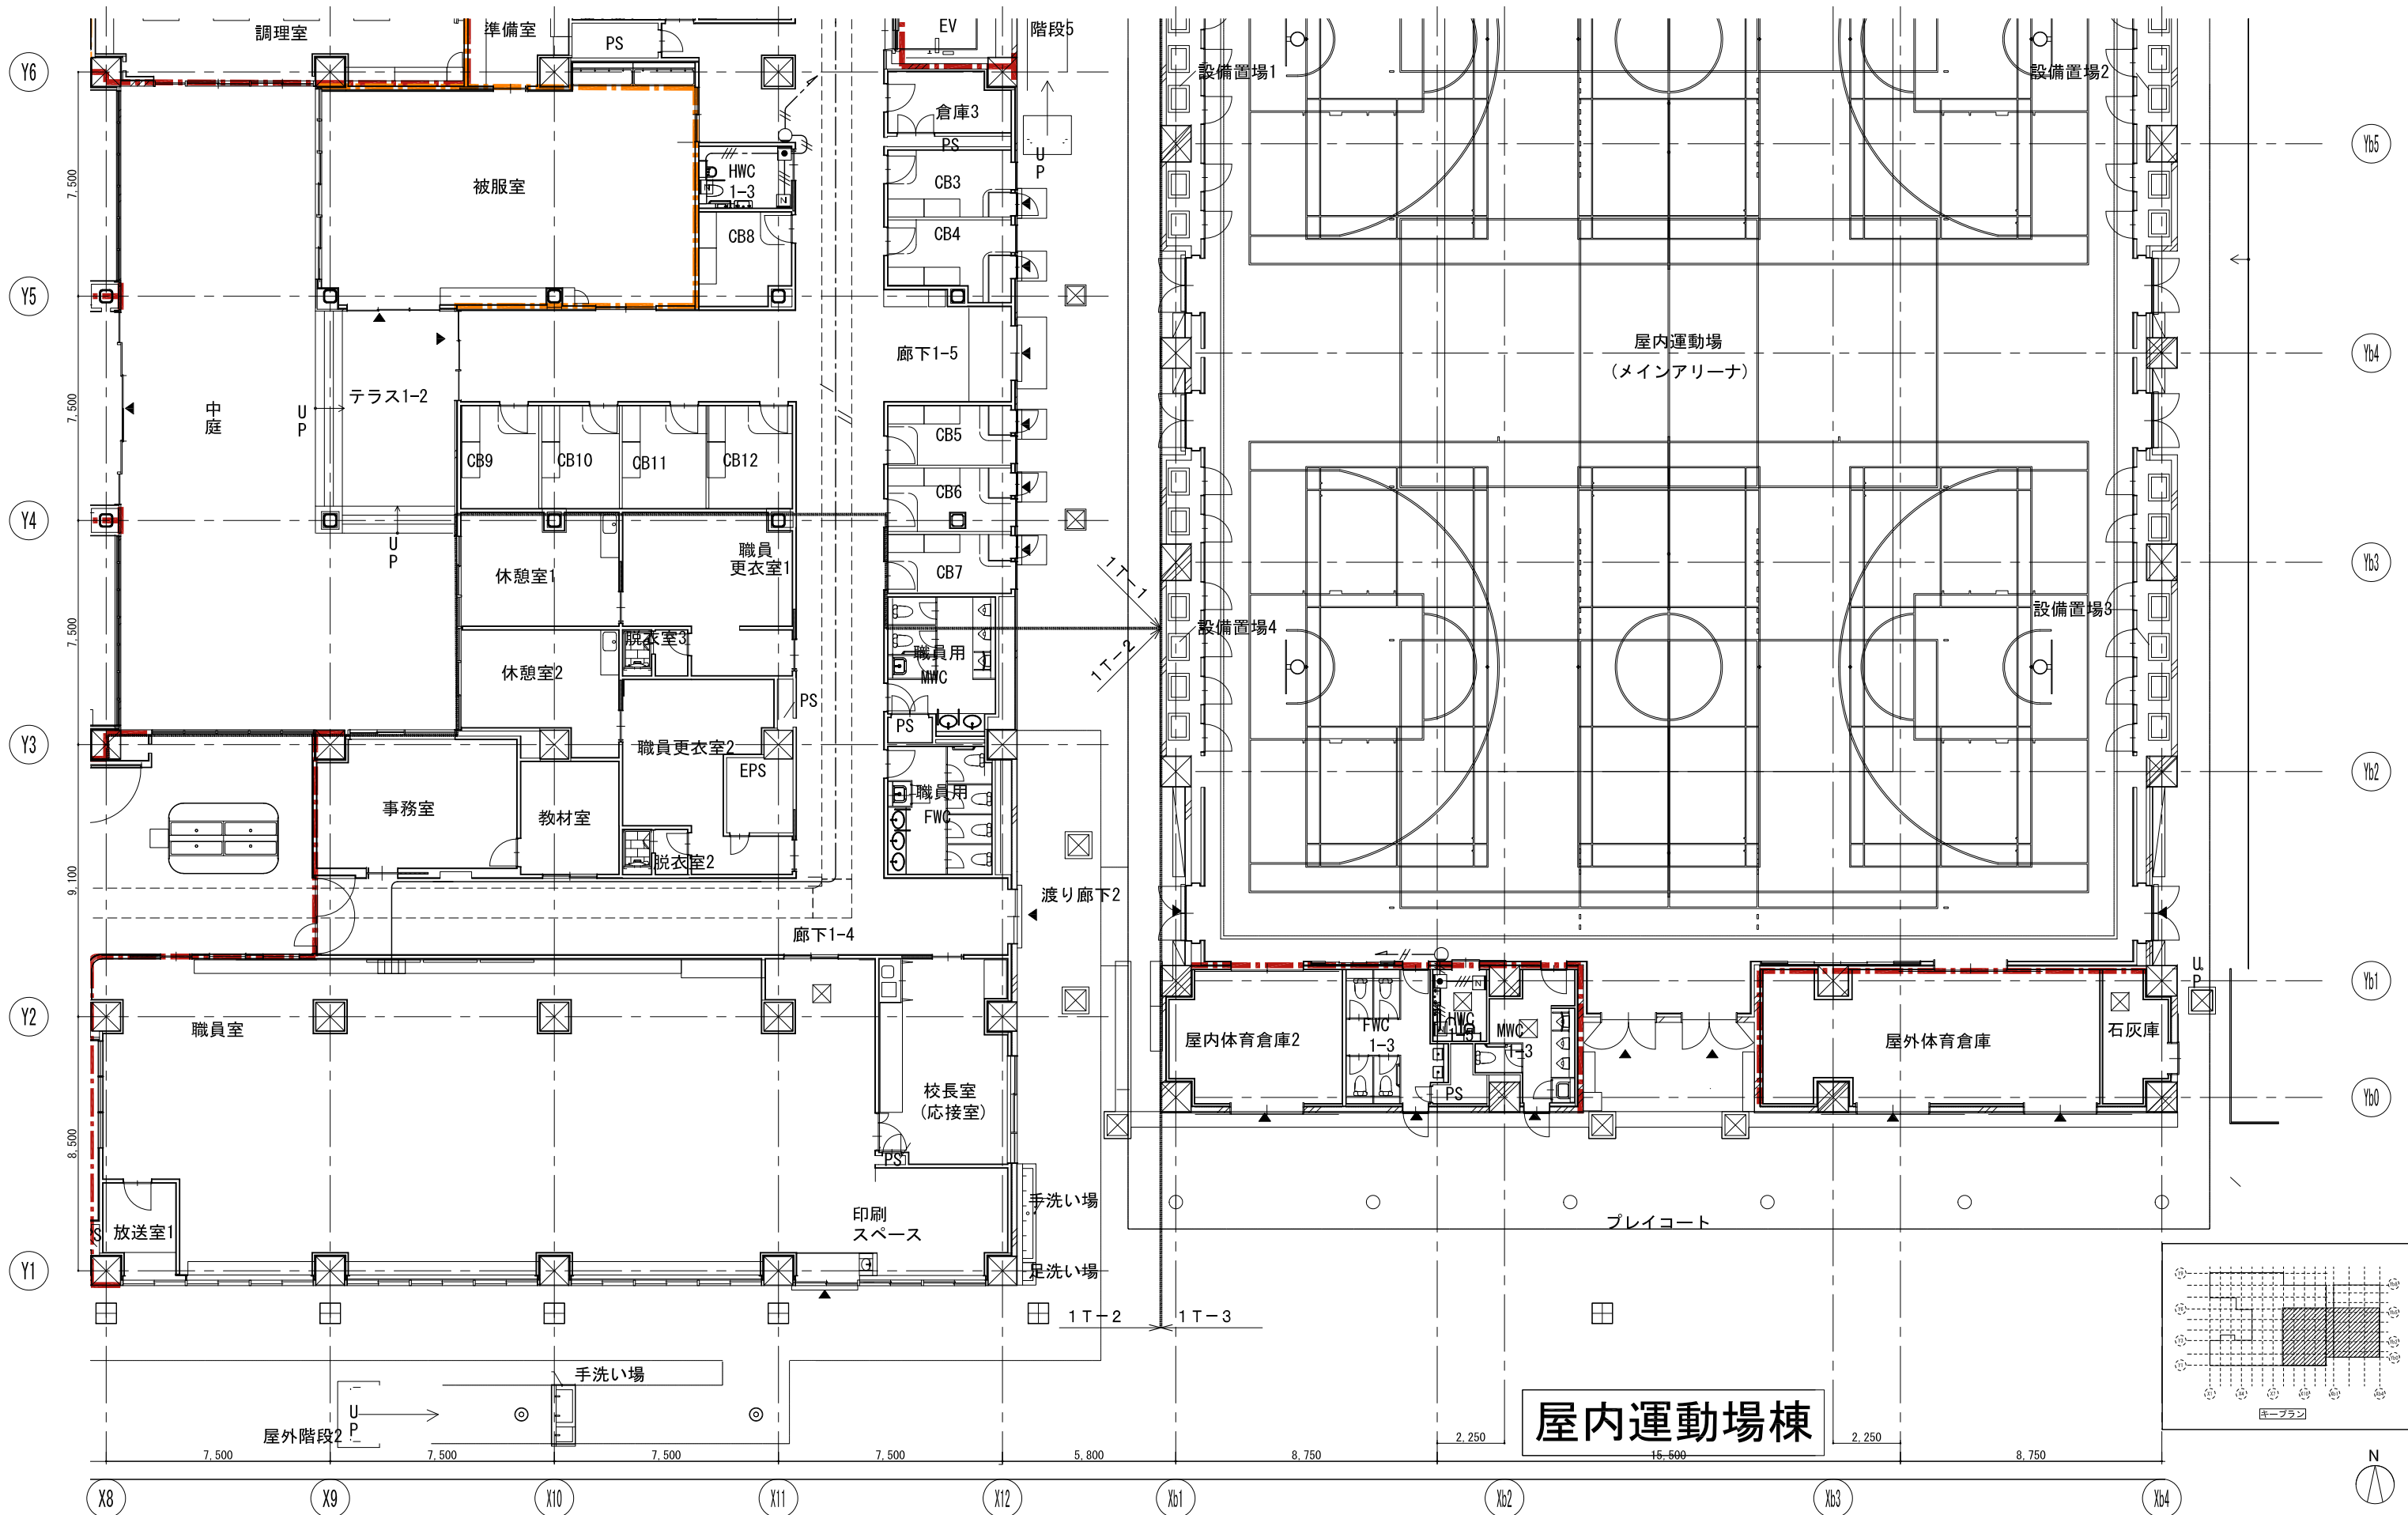 調理室
準備室
PS
EV
階段5
Y6
設備置場1
設備置場2
倉庫3
PS
Yb5
7,500
被服室
HWC
1-3
CB3
UP
CB8
CB4
Y5
屋内運動場
(メインアリーナ)
Yb4
廊下1-5
7,500
中庭
UP
テラス1-2
CB5
CB9
CB10
CB11
CB12
CB6
Y4
UP
休憩室1
職員
更衣室1
CB7
1T-1
Yb3
設備置場3
7,500
脱衣室3
設備置場4
職員用
MWC
1T-2
休憩室2
PS
PS
Y3
職員更衣室2
EPS
Yb2
事務室
教材室
職員用
FWC
脱衣室2
9,100
渡り廊下2
廊下1-4
UP
Yb1
Y2
職員室
屋内体育倉庫2
FWC
1-3
HWC
1-5
MWC
1-3
屋外体育倉庫
石灰庫
校長室
(応接室)
PS
Yb0
8,500
PS
手洗い場
放送室1
S
印刷
スペース
プレイコート
Y1
足洗い場
1T-2
1T-3
手洗い場
UP
屋外階段2
屋内運動場棟
キープラン
7,500
7,500
7,500
7,500
5,800
8,750
2,250
15,500
2,250
8,750
N
X8
X9
X10
X11
X12
Xb1
Xb2
Xb3
Xb4